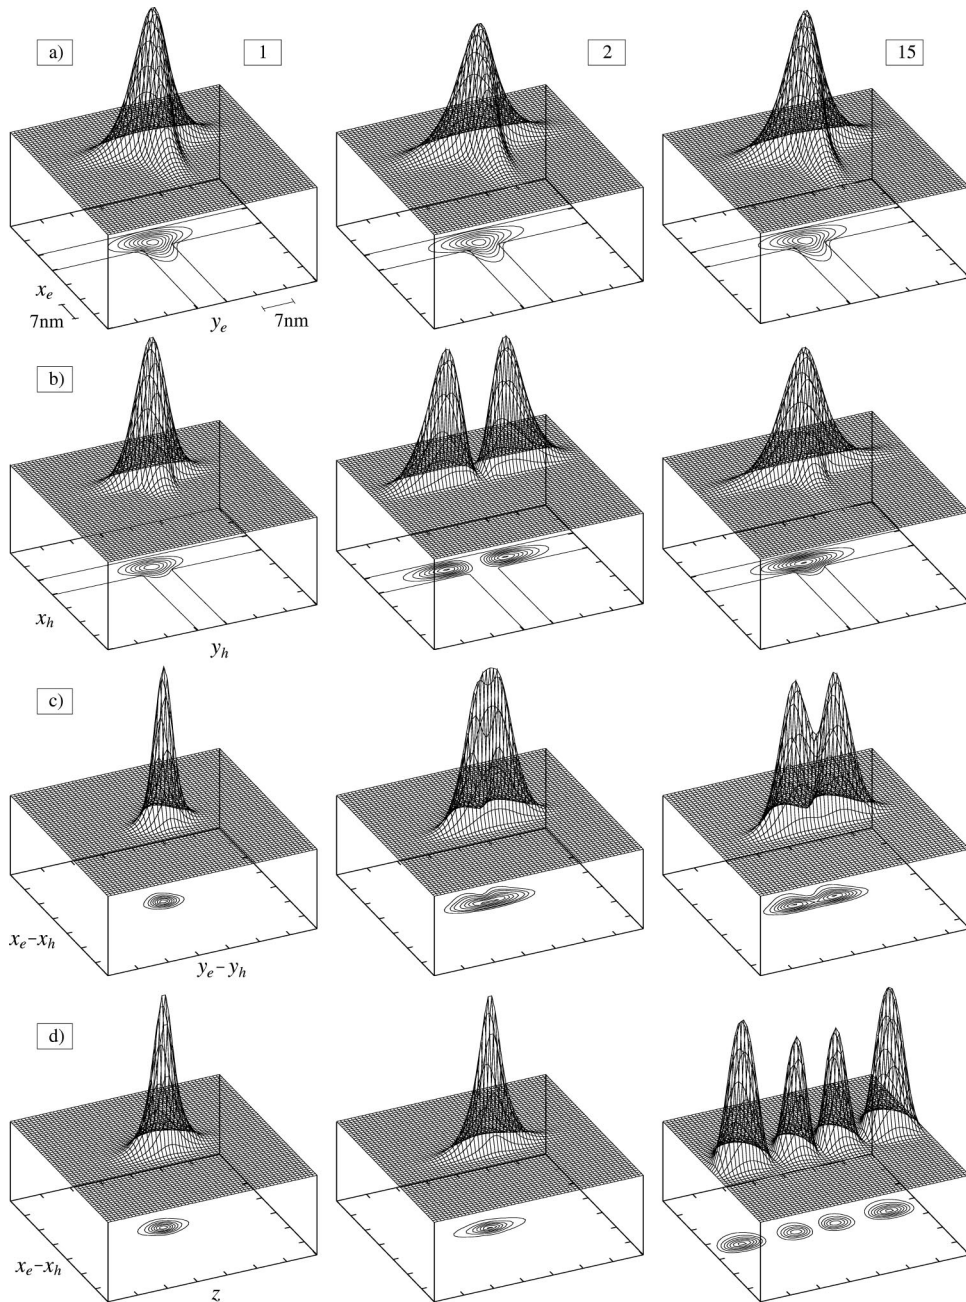 a) 1 2 15
x_e
7nm
y_e
7nm
b)
x_h
y_h
c)
x_e−x_h
y_e−y_h
d)
x_e−x_h
z